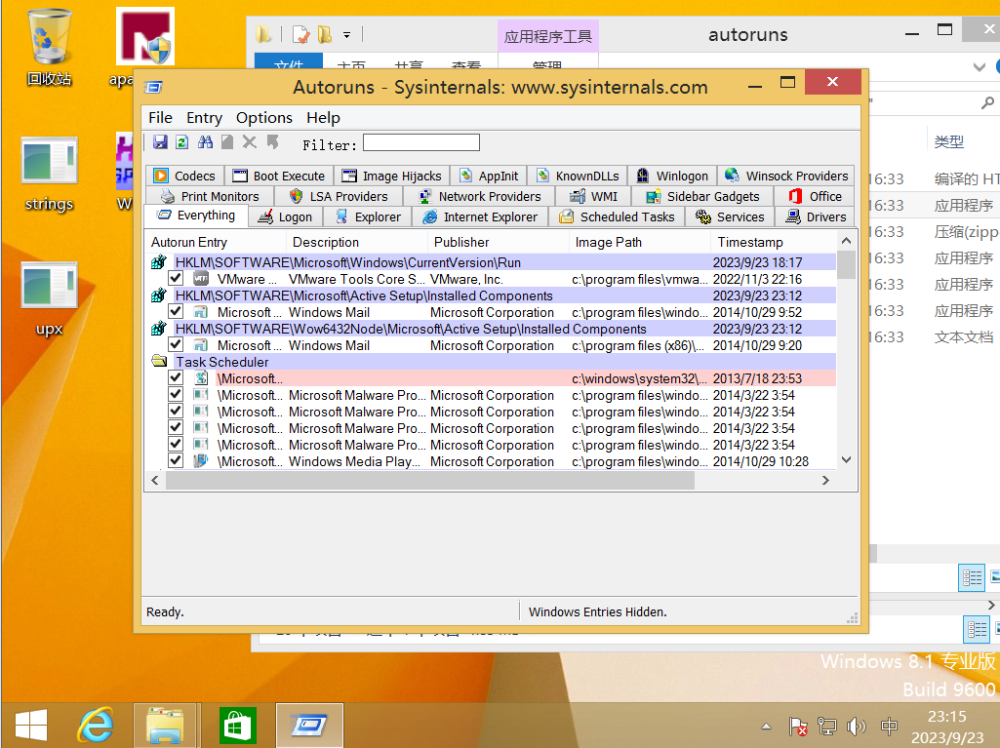 回收站
apa
strings
W
upx
应用程序工具
autoruns
文件
主页
共享
查看
管理
类型
16:33 编译的 HT
16:33 应用程序
16:33 压缩(zipp
16:33 应用程序
16:33 应用程序
16:33 应用程序
16:33 文本文档
Autoruns - Sysinternals: www.sysinternals.com
File Entry Options Help
Filter:
Codecs Boot Execute Image Hijacks AppInit KnownDLLs Winlogon Winsock Providers
Print Monitors LSA Providers Network Providers WMI Sidebar Gadgets Office
Everything Logon Explorer Internet Explorer Scheduled Tasks Services Drivers
Autorun Entry Description Publisher Image Path Timestamp
HKLM\SOFTWARE\Microsoft\Windows\CurrentVersion\Run 2023/9/23 18:17
VMware ... VMware Tools Core S... VMware, Inc. c:\program files\vmwa... 2022/11/3 22:16
HKLM\SOFTWARE\Microsoft\Active Setup\Installed Components 2023/9/23 23:12
Microsoft ... Windows Mail Microsoft Corporation c:\program files\windo... 2014/10/29 9:52
HKLM\SOFTWARE\Wow6432Node\Microsoft\Active Setup\Installed Components 2023/9/23 23:12
Microsoft ... Windows Mail Microsoft Corporation c:\program files (x86)\... 2014/10/29 9:20
Task Scheduler
\Microsoft... c:\windows\system32\... 2013/7/18 23:53
\Microsoft... Microsoft Malware Pro... Microsoft Corporation c:\program files\windo... 2014/3/22 3:54
\Microsoft... Microsoft Malware Pro... Microsoft Corporation c:\program files\windo... 2014/3/22 3:54
\Microsoft... Microsoft Malware Pro... Microsoft Corporation c:\program files\windo... 2014/3/22 3:54
\Microsoft... Microsoft Malware Pro... Microsoft Corporation c:\program files\windo... 2014/3/22 3:54
\Microsoft... Windows Media Play... Microsoft Corporation c:\program files\windo... 2014/10/29 10:28
Ready. Windows Entries Hidden.
Windows 8.1 专业版
Build 9600
中
23:15
2023/9/23